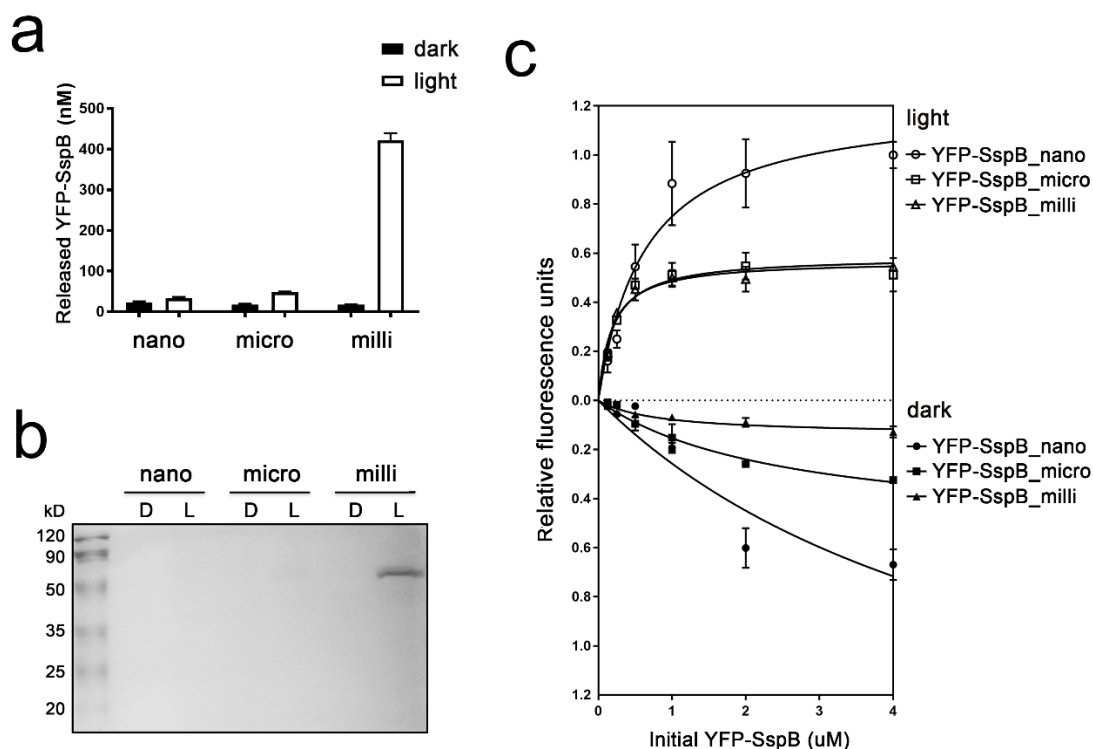 a
dark
light
Released YFP-SspB (nM)
500
400
300
200
100
0
nano micro milli
b
nano micro milli
kD D L D L D L
120
90
50
35
25
20
c
Relative fluorescence units
1.2
1.0
0.8
0.6
0.4
0.2
0.0
0.2
0.4
0.6
0.8
1.0
1.2
0 1 2 3 4
Initial YFP-SspB (uM)
light
YFP-SspB_nano
YFP-SspB_micro
YFP-SspB_milli
dark
YFP-SspB_nano
YFP-SspB_micro
YFP-SspB_milli